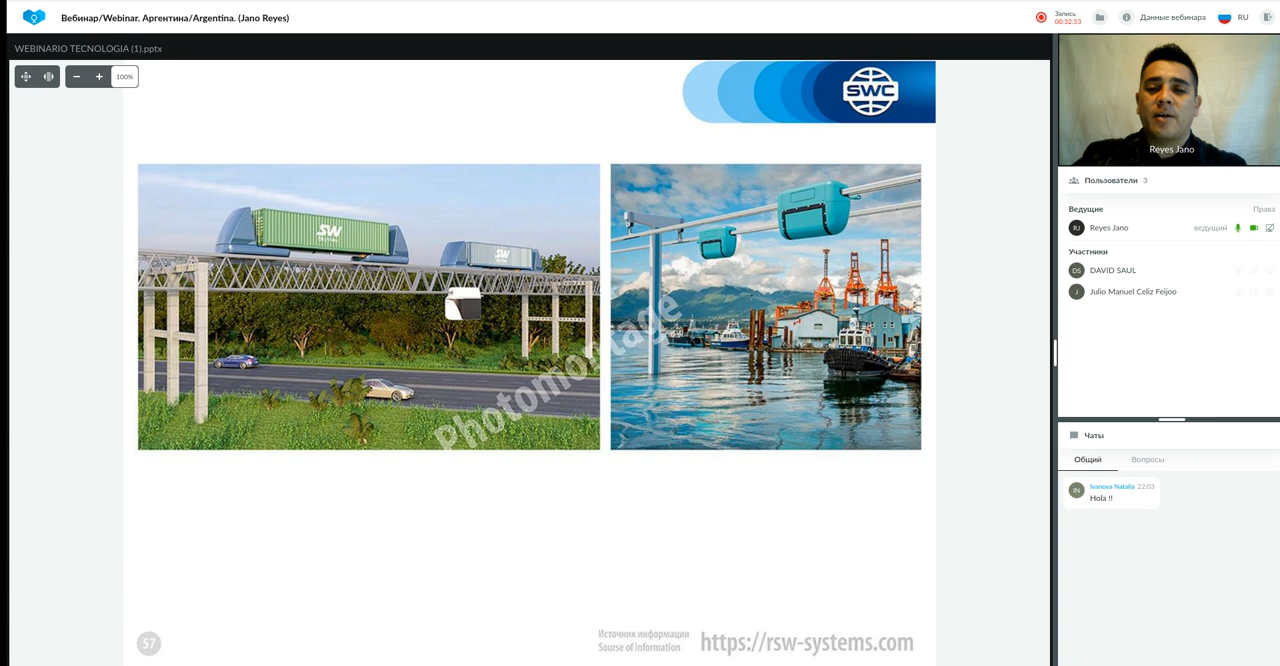 Вебинар/Webinar. Аргентина/Argentina. (Jano Reyes)
Запись
00:32:53
Данные вебинара
RU
WEBINARIO TECNOLOGIA (1).pptx
100%
SWC
SW
SW
Photomontage
57
Источник информации
Sourse of information
https://rsw-systems.com
Reyes Jano
Пользователи 3
Ведущие
Права
RJ
Reyes Jano
ведущий
Участники
DS
DAVID SAUL
J
Julio Manuel Celiz Feijoo
Чаты
Общий
Вопросы
IN
Ivanova Natalia 22:03
Hola !!